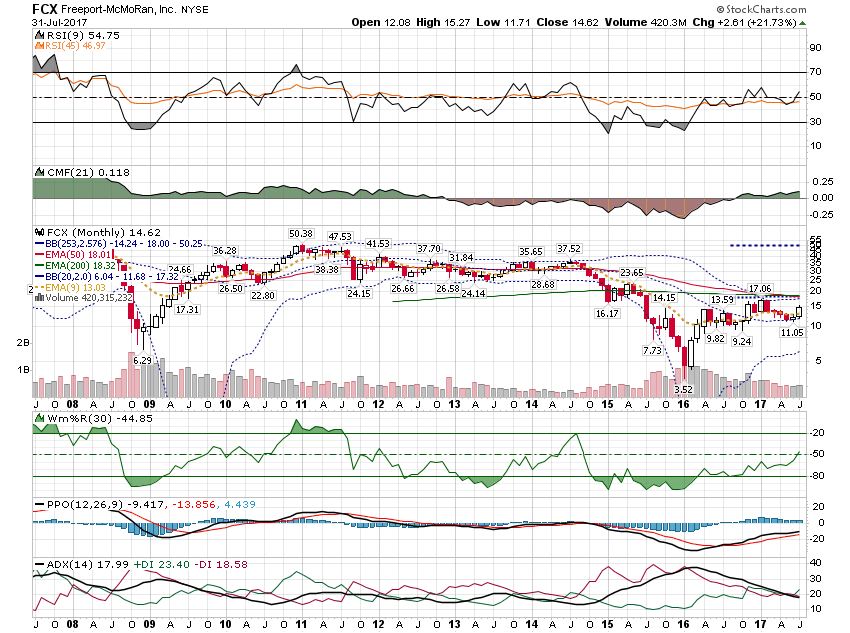 FCX Freeport-McMoRan, Inc. NYSE
© StockCharts.com
31-Jul-2017
Open 12.08 High 15.27 Low 11.71 Close 14.62 Volume 420.3M Chg +2.61 (+21.73%)
RSI(9) 54.75
RSI(45) 46.97
90
70
50
30
10
CMF(21) 0.118
0.25
0.00
-0.25
FCX (Monthly) 14.62
BB(253,2.576) -14.24 - 18.00 - 50.25
EMA(50) 18.01
EMA(200) 18.32
BB(20,2.0) 6.04 - 11.68 - 17.32
EMA(9) 13.03
Volume 420,315,232
50.38
47.53
41.53
37.70
31.84
35.65
37.52
36.28
24.66
38.38
23.65
26.50
22.80
24.15
26.66
26.58
24.14
28.68
17.31
16.17
14.15
13.59
17.06
6.29
7.73
3.52
9.82
9.24
11.05
30
25
20
15
10
5
2B
1B
A J O 08 A J O 09 A J O 10 A J O 11 A J O 12 A J O 13 A J O 14 A J O 15 A J O 16 A J O 17 A J
Wm%R(30) -44.85
-20
-50
-80
PPO(12,26,9) -9.417, -13.856, 4.439
20
0
-20
ADX(14) 17.99 +DI 23.40 -DI 18.58
40
30
20
10
J O 08 A J O 09 A J O 10 A J O 11 A J O 12 A J O 13 A J O 14 A J O 15 A J O 16 A J O 17 A J